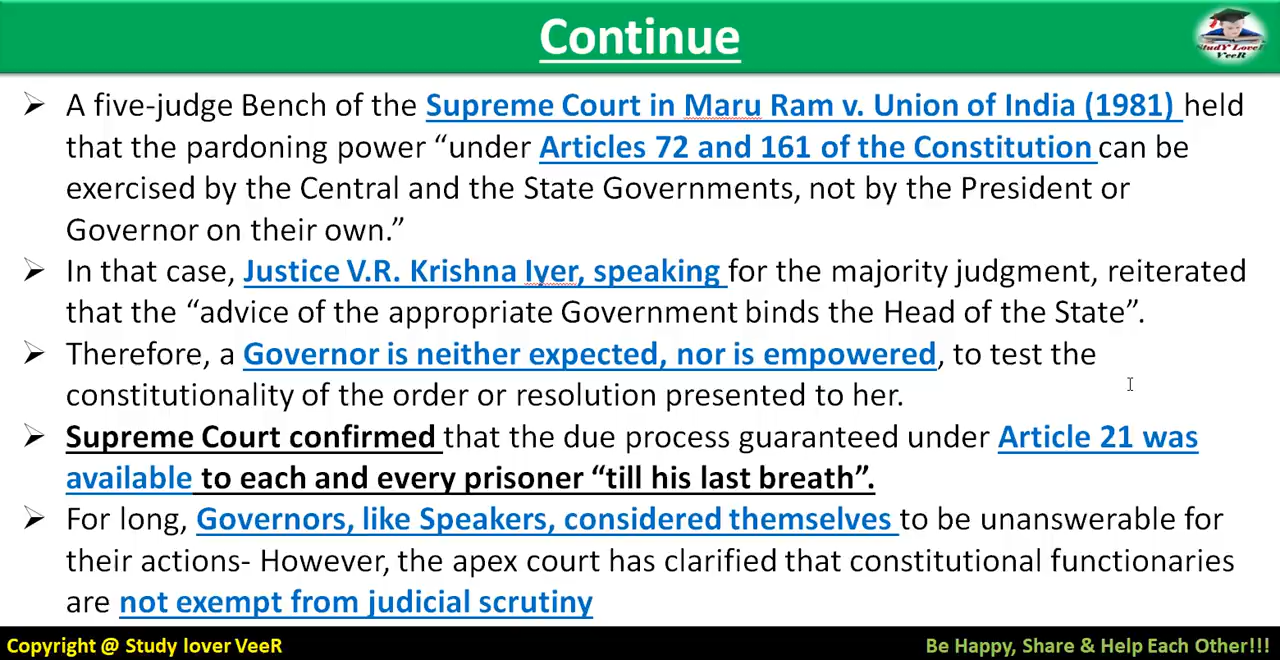 Continue
StudY LoveR
VeeR
➢ A five-judge Bench of the Supreme Court in Maru Ram v. Union of India (1981) held
that the pardoning power “under Articles 72 and 161 of the Constitution can be
exercised by the Central and the State Governments, not by the President or
Governor on their own.”
➢ In that case, Justice V.R. Krishna Iyer, speaking for the majority judgment, reiterated
that the “advice of the appropriate Government binds the Head of the State”.
➢ Therefore, a Governor is neither expected, nor is empowered, to test the
constitutionality of the order or resolution presented to her.
➢ Supreme Court confirmed that the due process guaranteed under Article 21 was
available to each and every prisoner “till his last breath”.
➢ For long, Governors, like Speakers, considered themselves to be unanswerable for
their actions- However, the apex court has clarified that constitutional functionaries
are not exempt from judicial scrutiny
Copyright @ Study lover VeeR
Be Happy, Share & Help Each Other!!!